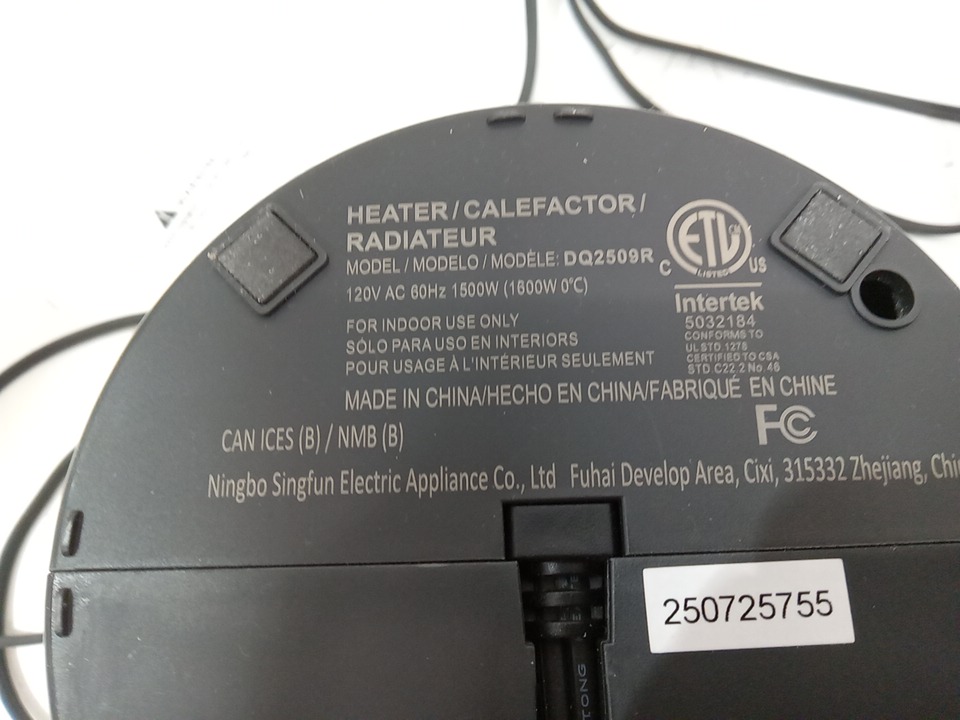 HEATER/CALEFACTOR/
RADIATEUR
MODEL / MODELO / MODÈLE: DQ2509R
120V AC 60Hz 1500W (1600W 0℃)
FOR INDOOR USE ONLY
SÓLO PARA USO EN INTERIORS
POUR USAGE À L'INTÉRIEUR SEULEMENT
ETL
LISTED
C US
Intertek
5032184
CONFORMS TO
UL STD 1278
CERTIFIED TO CSA
STD C22.2 No.46
MADE IN CHINA/HECHO EN CHINA/FABRIQUÉ EN CHINE
FC
CAN ICES (B) / NMB (B)
Ningbo Singfun Electric Appliance Co., Ltd Fuhai Develop Area, Cixi, 315332 Zhejiang,
250725755